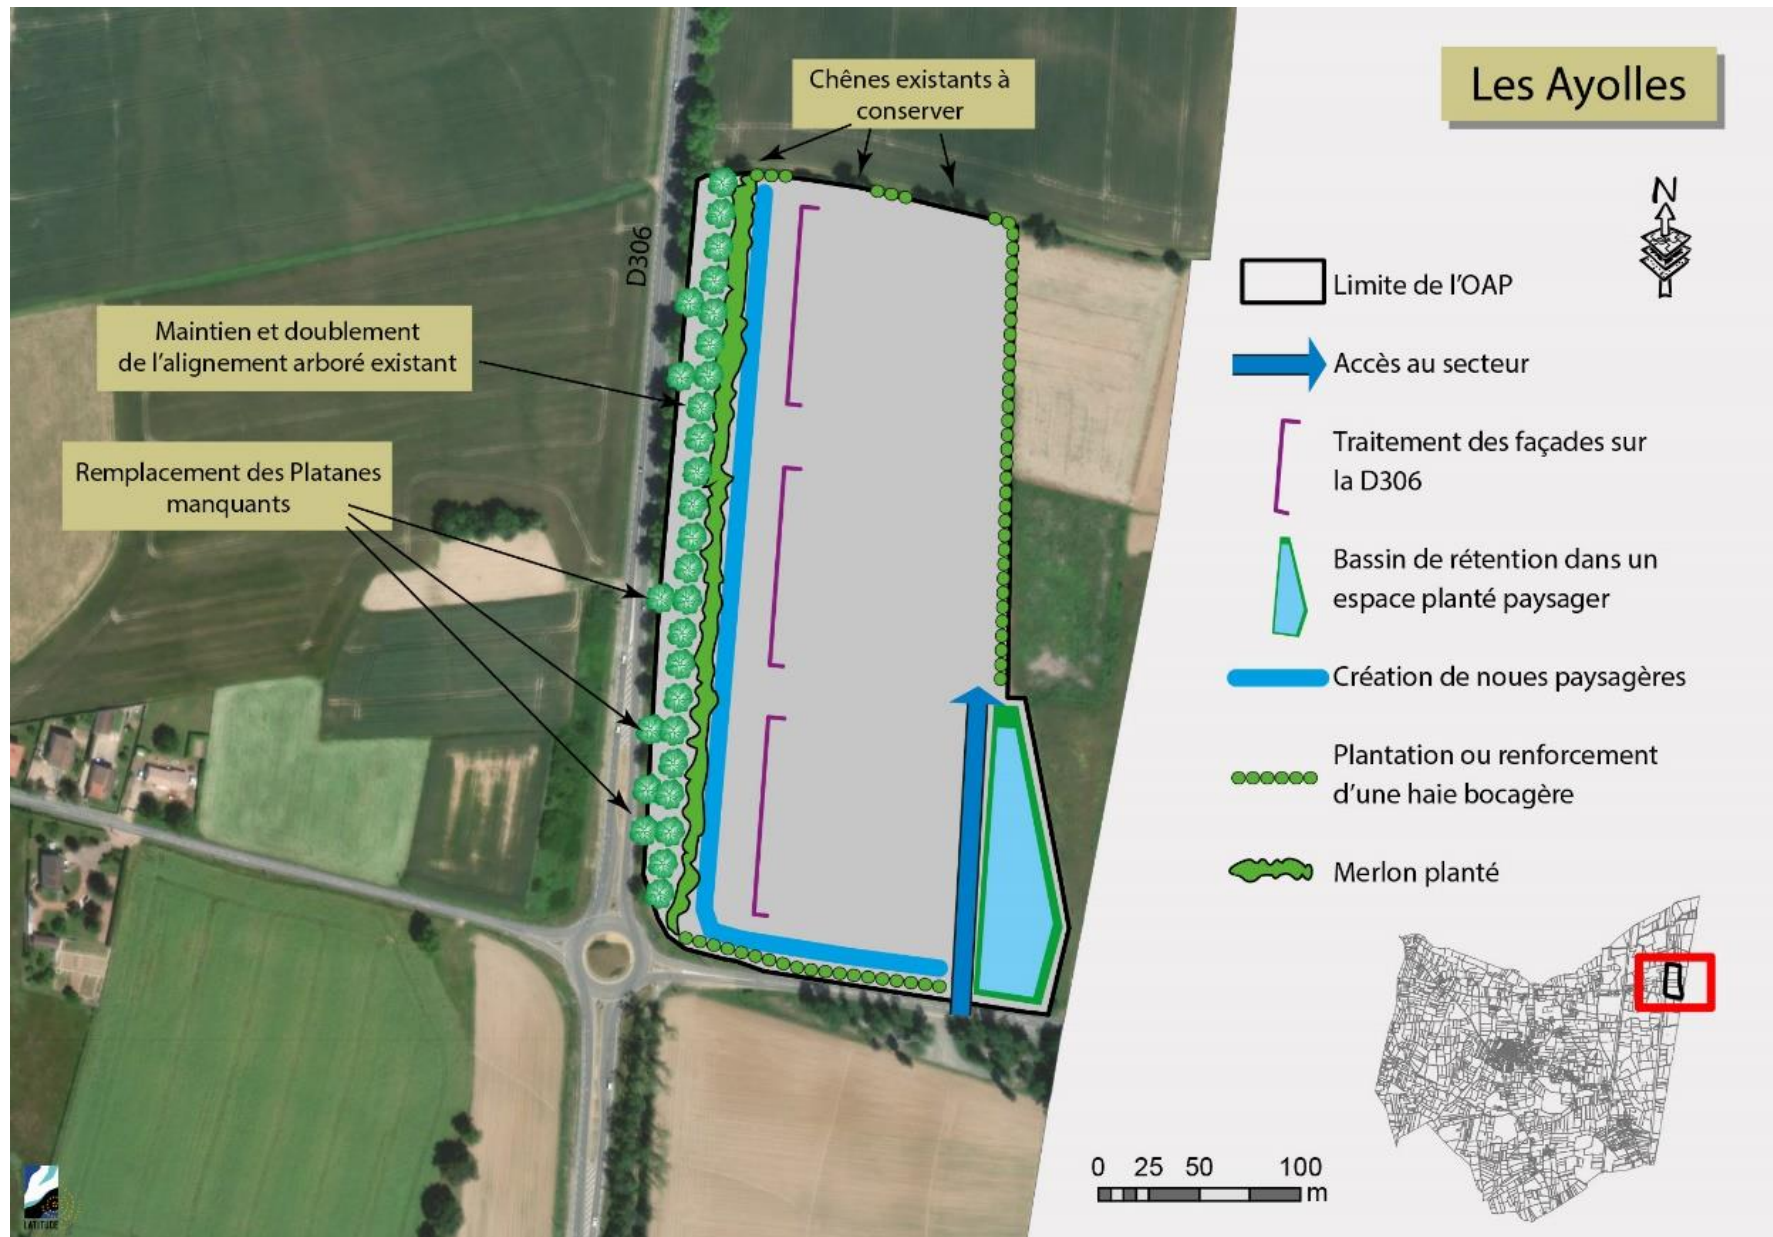 Les Ayolles
Chênes existants à
conserver
N
D306
Limite de l'OAP
Maintien et doublement
de l'alignement arboré existant
Accès au secteur
Traitement des façades sur
la D306
Remplacement des Platanes
manquants
Bassin de rétention dans un
espace planté paysager
Création de noues paysagères
Plantation ou renforcement
d'une haie bocagère
Merlon planté
0 25 50 100
m
LATITUDE